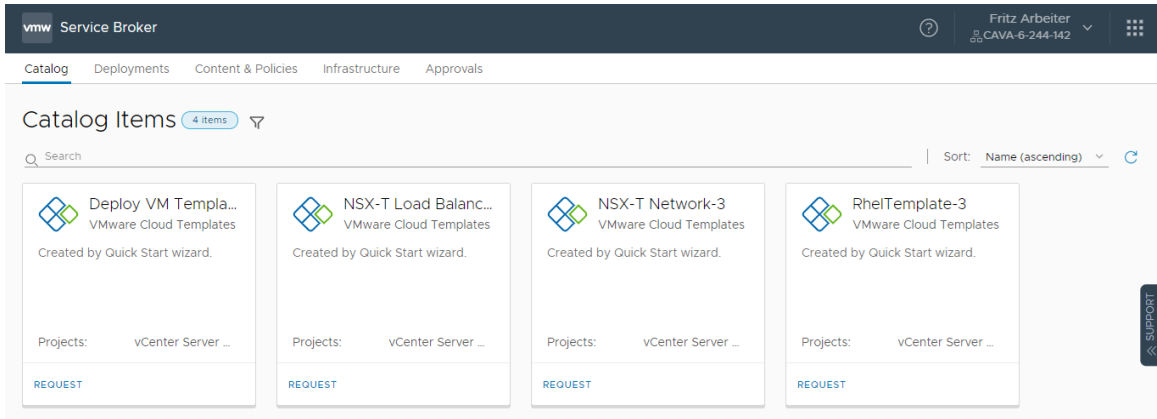 vmw Service Broker
Fritz Arbeiter
CAVA-6-244-142
Catalog Deployments Content & Policies Infrastructure Approvals
Catalog Items 4 items
Search
Sort: Name (ascending)
Deploy VM Templa...
VMware Cloud Templates
Created by Quick Start wizard.
Projects: vCenter Server ...
REQUEST
NSX-T Load Balanc...
VMware Cloud Templates
Created by Quick Start wizard.
Projects: vCenter Server ...
REQUEST
NSX-T Network-3
VMware Cloud Templates
Created by Quick Start wizard.
Projects: vCenter Server ...
REQUEST
RhelTemplate-3
VMware Cloud Templates
Created by Quick Start wizard.
Projects: vCenter Server ...
REQUEST
SUPPORT